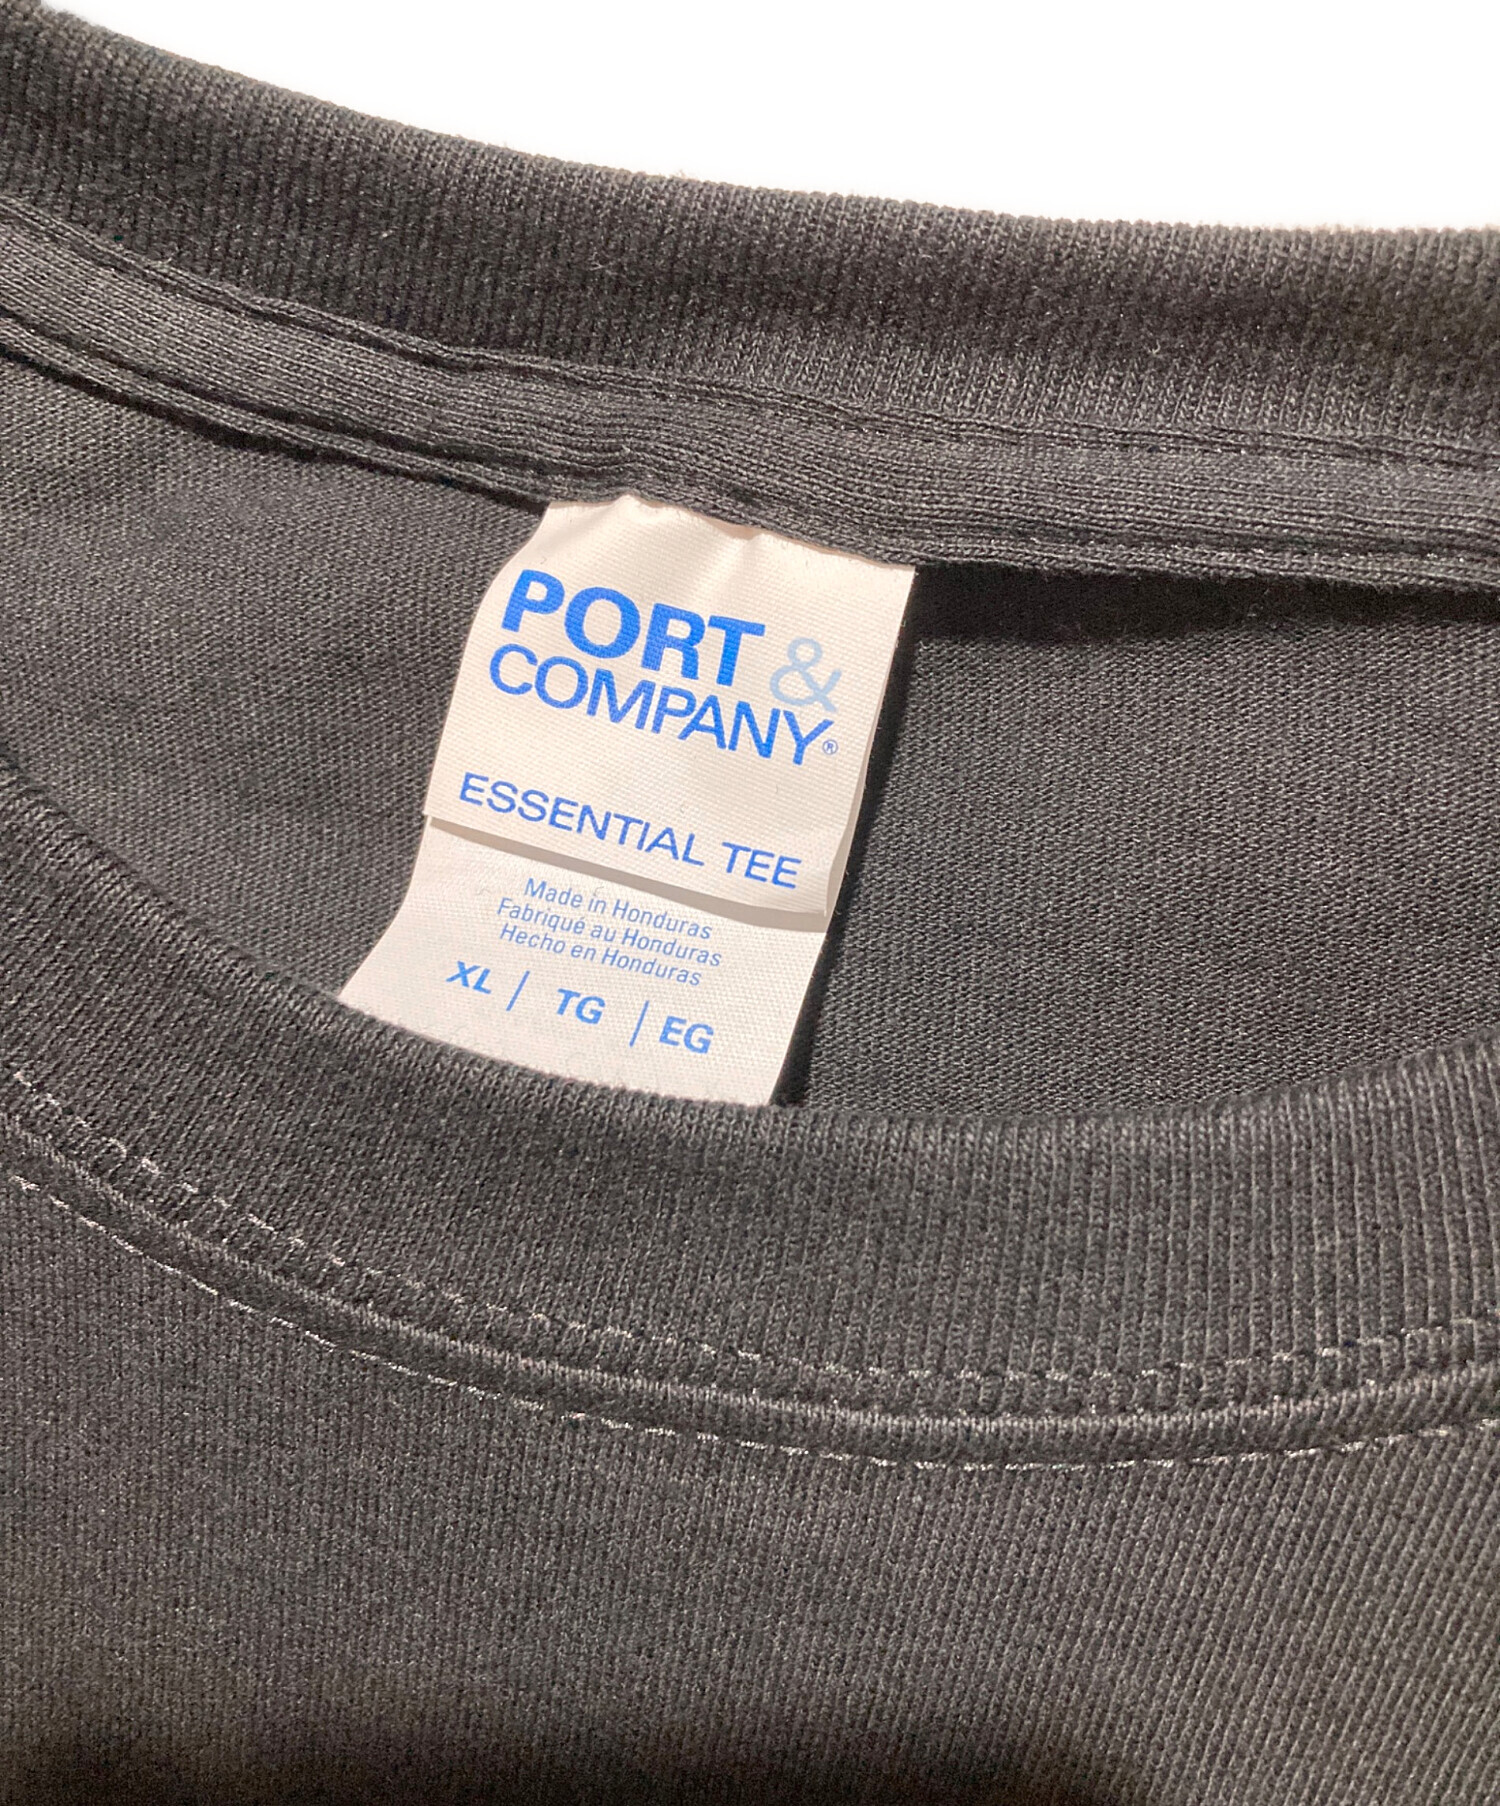 PORT &
COMPANY®
ESSENTIAL TEE
Made in Honduras
Fabriqué au Honduras
Hecho en Honduras
XL | TG | EG